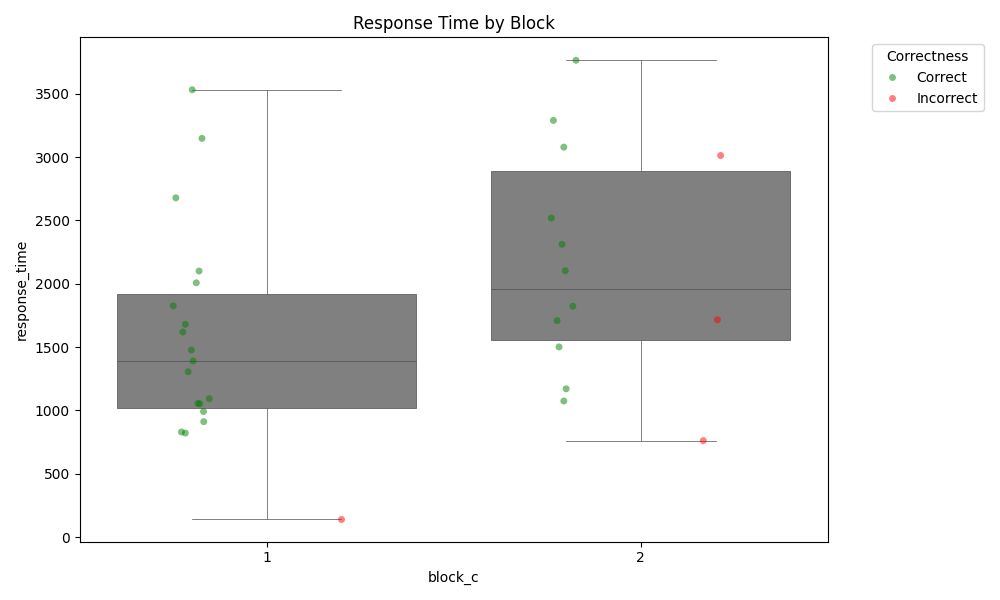 Response Time by Block
Correctness
Correct
Incorrect
response_time
3500
3000
2500
2000
1500
1000
500
0
1
2
block_c